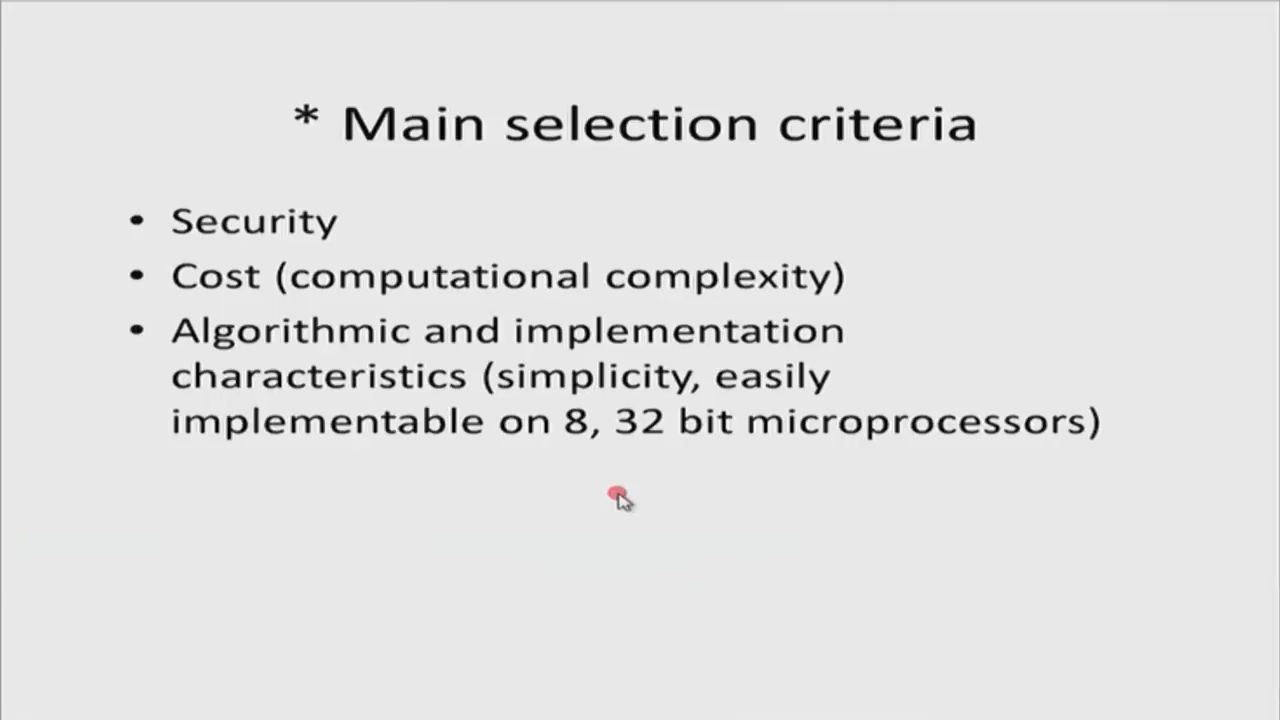 * Main selection criteria
• Security
• Cost (computational complexity)
• Algorithmic and implementation
characteristics (simplicity, easily
implementable on 8, 32 bit microprocessors)